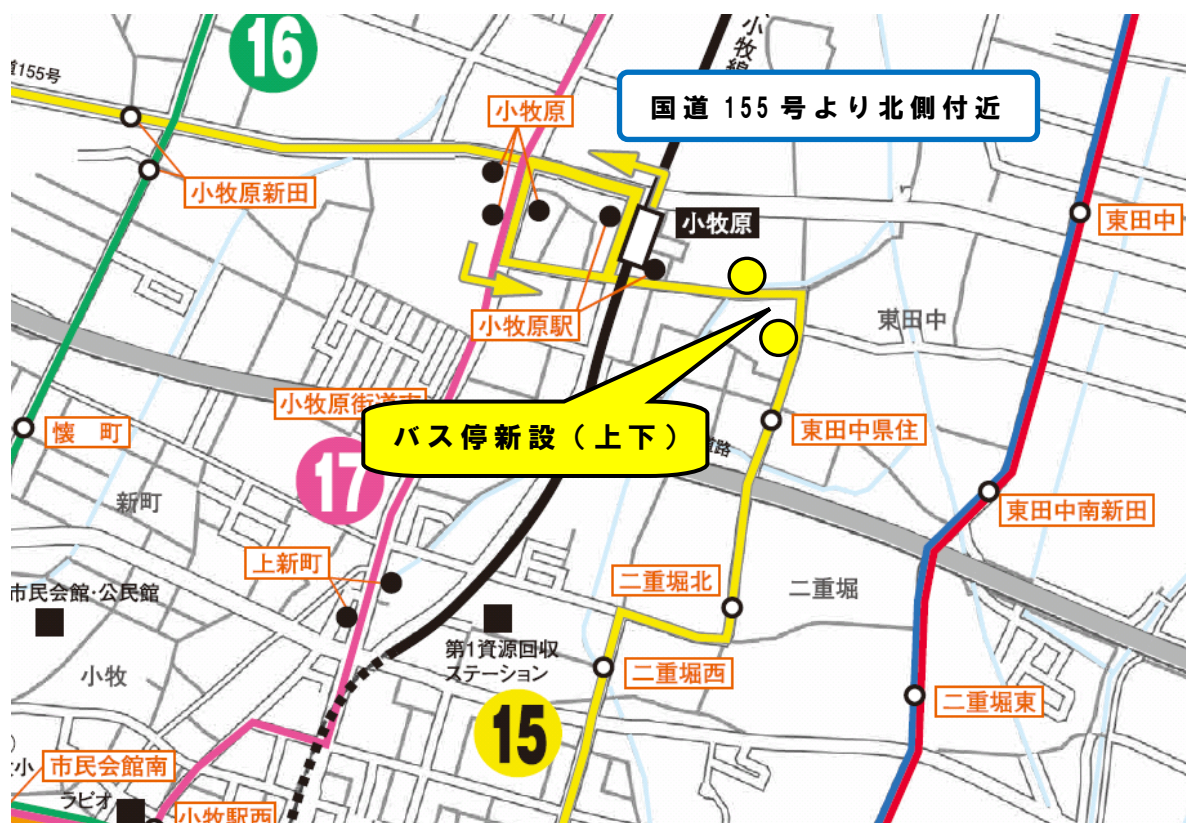 16
道155号
小牧線
国道 155 号より北側付近
小牧原
小牧原新田
小牧原
東田中
小牧原駅
東田中
小牧原街道
バス停新設（上下）
懐 町
東田中県住
道路
17
新町
東田中南新田
上新町
二重堀北
二重堀
市民会館・公民館
第1資源回収
ステーション
小牧
二重堀西
二重堀東
15
小
市民会館南
ラピオ
小牧駅西